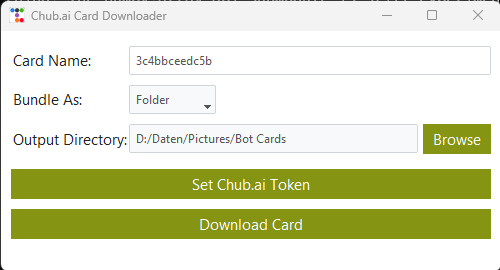 Chub.ai Card Downloader
Card Name: 3c4bbceedc5b
Bundle As: Folder
Output Directory: D:/Daten/Pictures/Bot Cards Browse
Set Chub.ai Token
Download Card